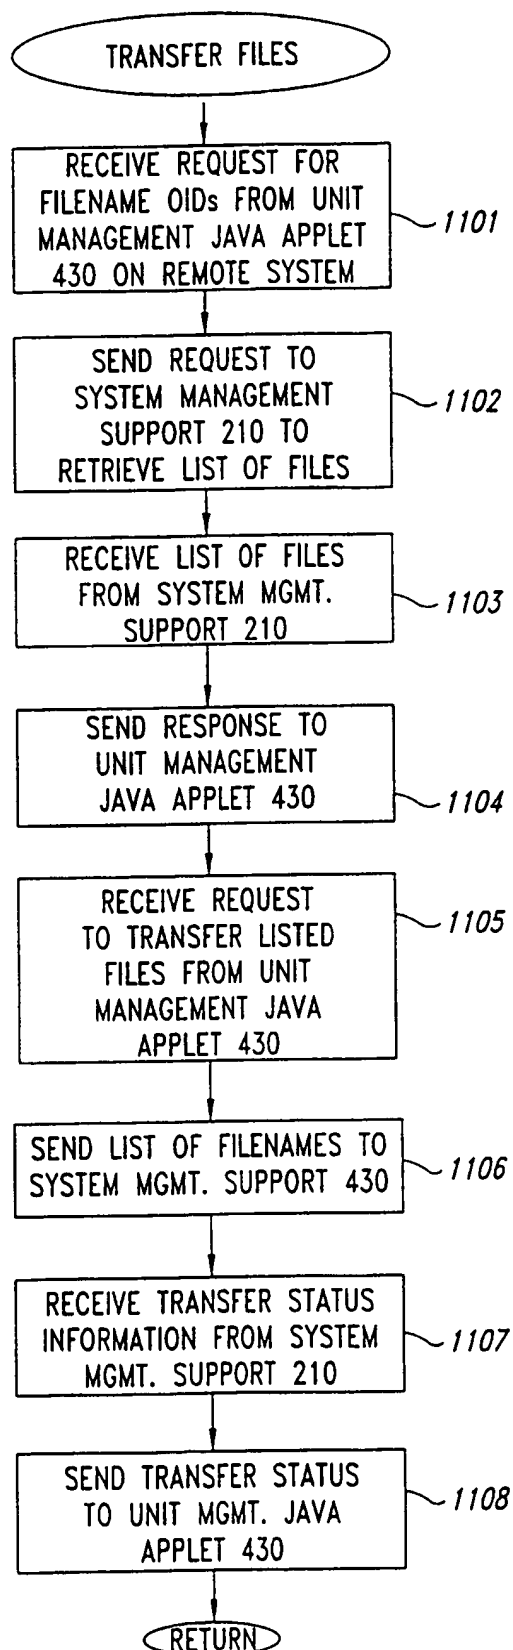 TRANSFER FILES
RECEIVE REQUEST FOR
FILENAME OIDs FROM UNIT
MANAGEMENT JAVA APPLET
430 ON REMOTE SYSTEM
1101
SEND REQUEST TO
SYSTEM MANAGEMENT
SUPPORT 210 TO
RETRIEVE LIST OF FILES
1102
RECEIVE LIST OF FILES
FROM SYSTEM MGMT.
SUPPORT 210
1103
SEND RESPONSE TO
UNIT MANAGEMENT
JAVA APPLET 430
1104
RECEIVE REQUEST
TO TRANSFER LISTED
FILES FROM UNIT
MANAGEMENT JAVA
APPLET 430
1105
SEND LIST OF FILENAMES TO
SYSTEM MGMT. SUPPORT 430
1106
RECEIVE TRANSFER STATUS
INFORMATION FROM SYSTEM
MGMT. SUPPORT 210
1107
SEND TRANSFER STATUS
TO UNIT MGMT. JAVA
APPLET 430
1108
RETURN